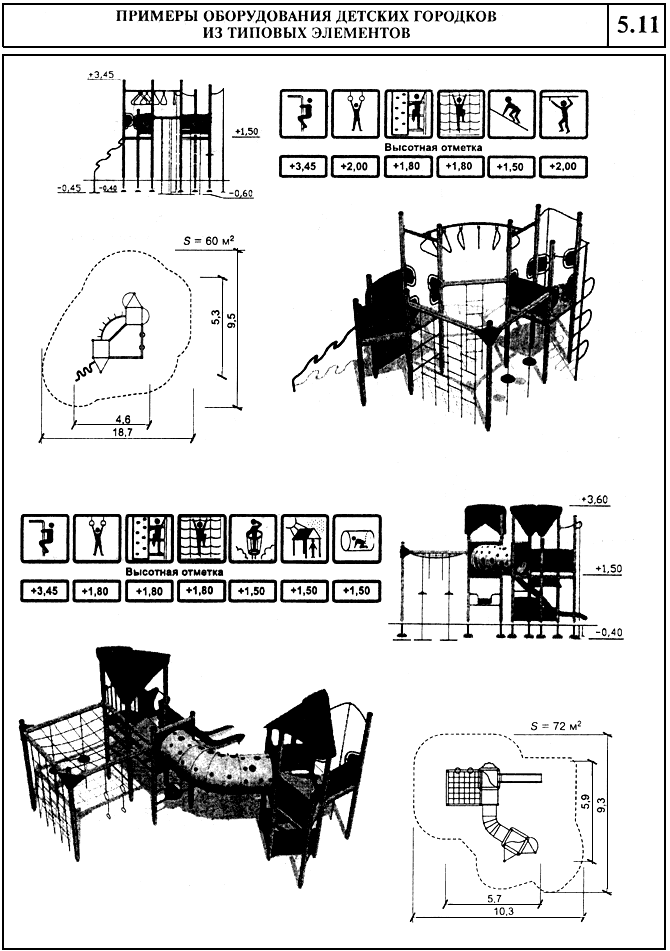 ПРИМЕРЫ ОБОРУДОВАНИЯ ДЕТСКИХ ГОРОДКОВ
ИЗ ТИПОВЫХ ЭЛЕМЕНТОВ
5.11
+3,45
+1,50
-0,45
-0,40
-0,60
Высотная отметка
+3,45 +2,00 +1,80 +1,80 +1,50 +2,00
S = 60 м²
5,3
9,5
4,6
18,7
Высотная отметка
+3,45 +1,80 +1,80 +1,80 +1,50 +1,50 +1,50
+3,60
+1,50
-0,40
S = 72 м²
5,9
9,3
5,7
10,3